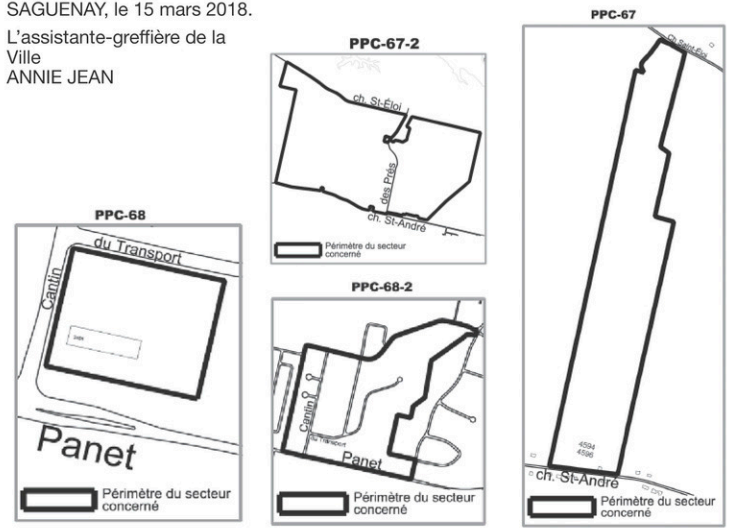 SAGUENAY, le 15 mars 2018.
L'assistante-greffière de la
Ville
ANNIE JEAN
PPC-67-2
ch. St-Éloi
des Prés
ch. St-André
Périmètre du secteur
concerné
PPC-67
Ch. Saint-Éloi
4594
4596
ch. St-André
Périmètre du secteur
concerné
PPC-68
du Transport
Cantin
Panet
Périmètre du secteur
concerné
PPC-68-2
Cantin
du Transport
Panet
Périmètre du secteur
concerné